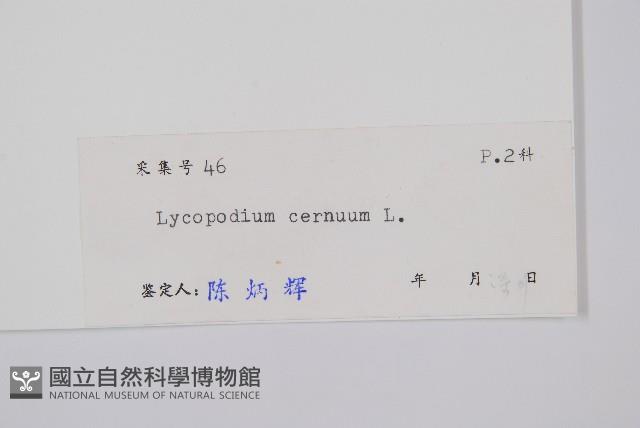 采集号 46 P.2科
Lycopodium cernuum L.
鉴定人: 陈炳辉 年 月 日
國立自然科學博物館
NATIONAL MUSEUM OF NATURAL SCIENCE